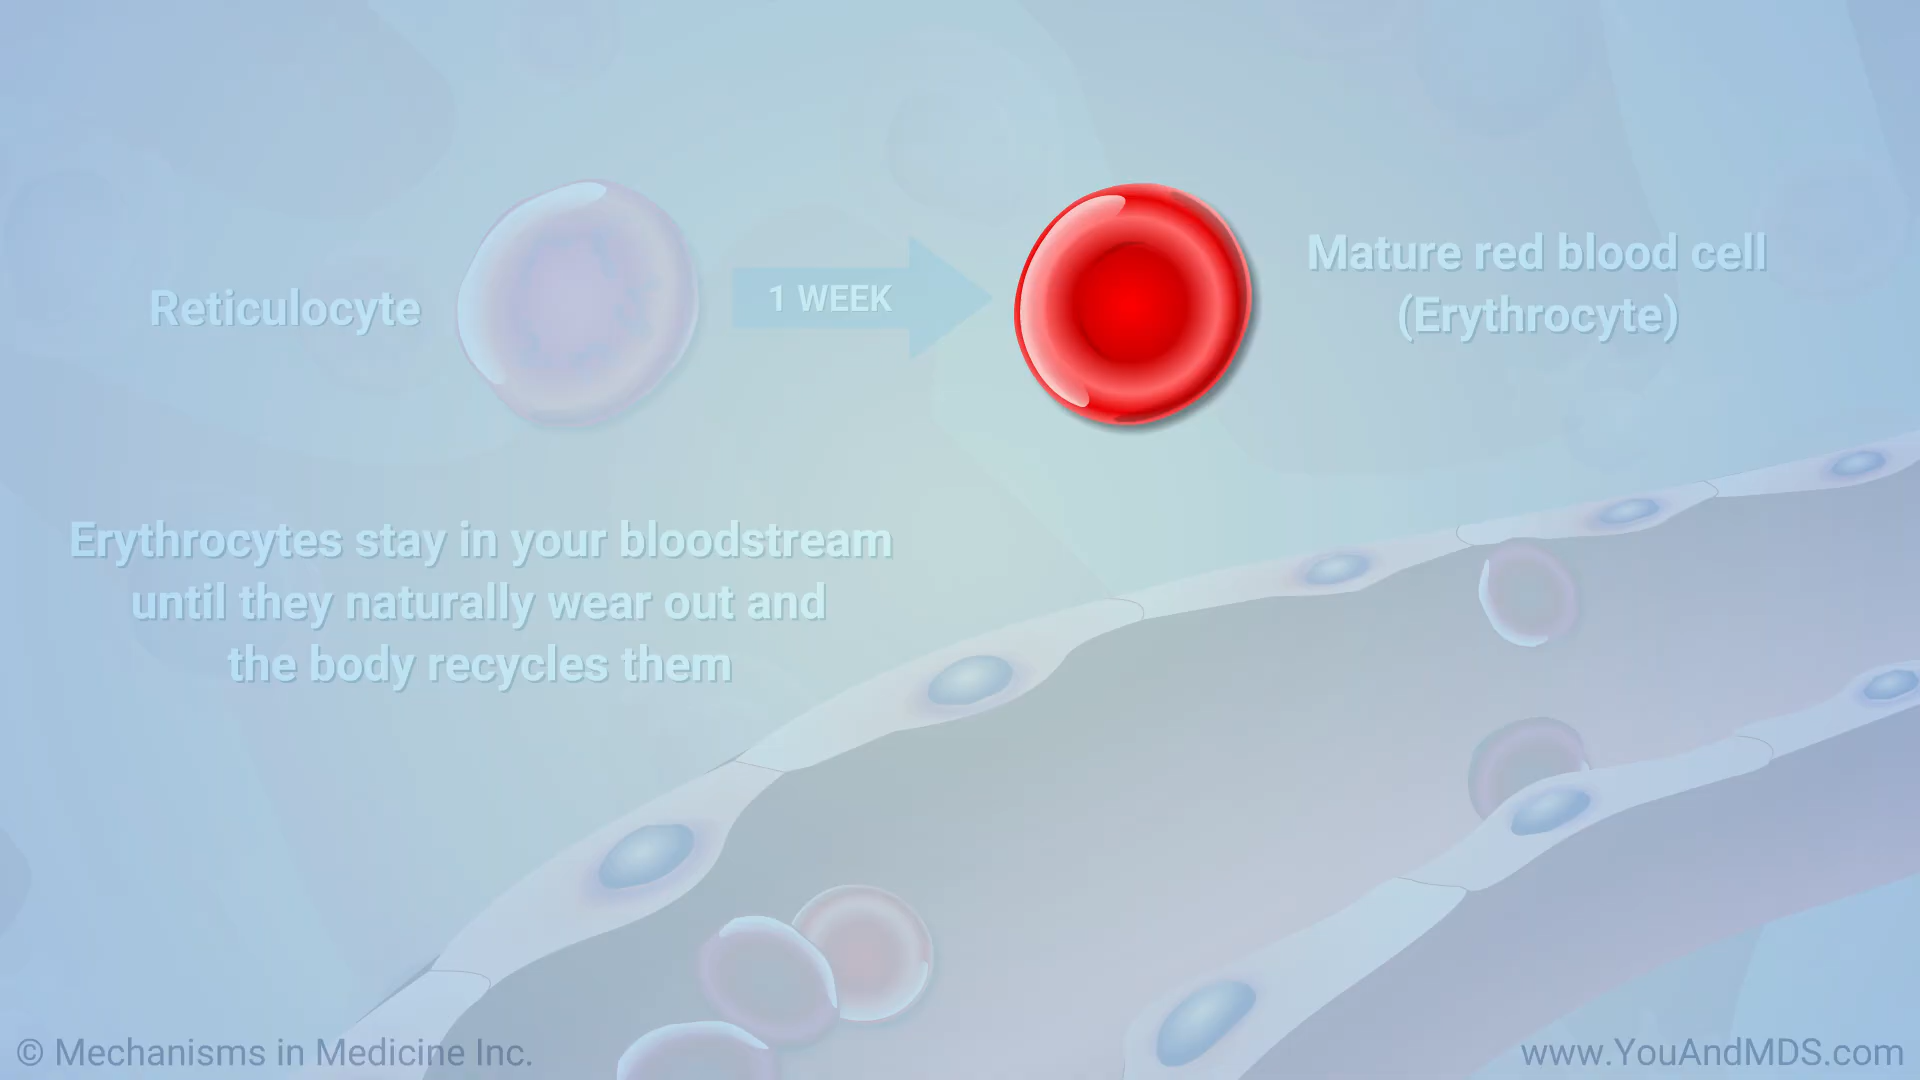 Reticulocyte
1 WEEK
Mature red blood cell
(Erythrocyte)
Erythrocytes stay in your bloodstream
until they naturally wear out and
the body recycles them
© Mechanisms in Medicine Inc.
www.YouAndMDS.com